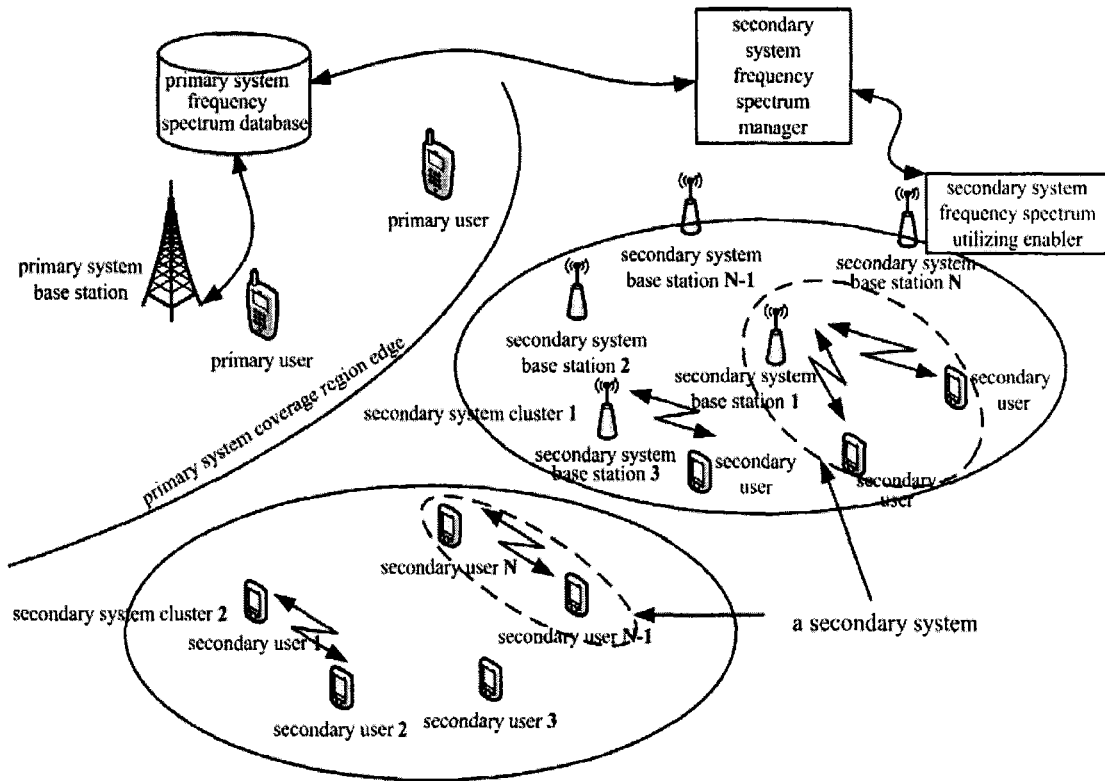 primary system
frequency
spectrum database
secondary
system
frequency
spectrum
manager
primary user
secondary system
frequency spectrum
utilizing enabler
primary system
base station
primary user
secondary system
base station N-1
secondary system
base station N
secondary system
base station 2
secondary system
base station 1
secondary
user
secondary system cluster 1
secondary system
base station 3
secondary
user
secondary
user
primary system coverage region edge
secondary user N
secondary system cluster 2
secondary user 1
secondary user N-1
a secondary system
secondary user 2
secondary user 3